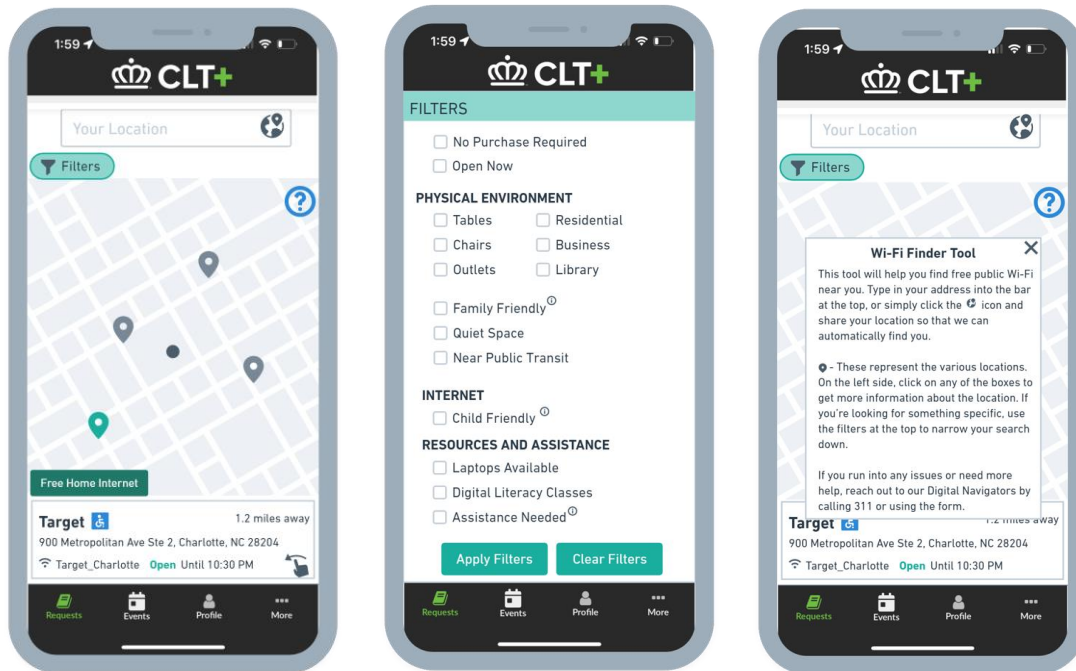 1:59
CLT+
Your Location
Filters
Free Home Internet
Target
1.2 miles away
900 Metropolitan Ave Ste 2, Charlotte, NC 28204
Target_Charlotte Open Until 10:30 PM
Requests Events Profile More
1:59
CLT+
FILTERS
No Purchase Required
Open Now
PHYSICAL ENVIRONMENT
Tables Residential
Chairs Business
Outlets Library
Family Friendly
Quiet Space
Near Public Transit
INTERNET
Child Friendly
RESOURCES AND ASSISTANCE
Laptops Available
Digital Literacy Classes
Assistance Needed
Apply Filters Clear Filters
Requests Events Profile More
1:59
CLT+
Your Location
Filters
Wi-Fi Finder Tool
This tool will help you find free public Wi-Fi
near you. Type in your address into the bar
at the top, or simply click the icon and
share your location so that we can
automatically find you.
- These represent the various locations.
On the left side, click on any of the boxes to
get more information about the location. If
you're looking for something specific, use
the filters at the top to narrow your search
down.
If you run into any issues or need more
help, reach out to our Digital Navigators by
calling 311 or using the form.
Target
1.2 miles away
900 Metropolitan Ave Ste 2, Charlotte, NC 28204
Target_Charlotte Open Until 10:30 PM
Requests Events Profile More